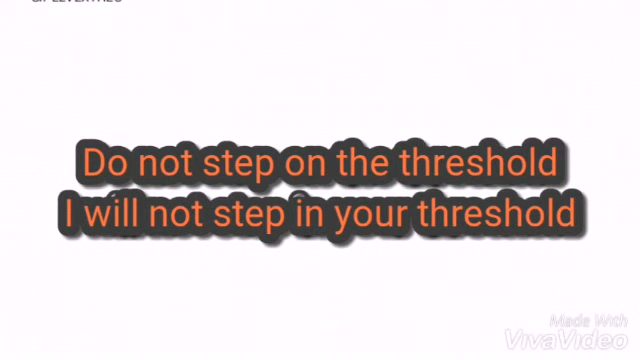 Do not step on the threshold
I will not step in your threshold
Made With
VivaVideo